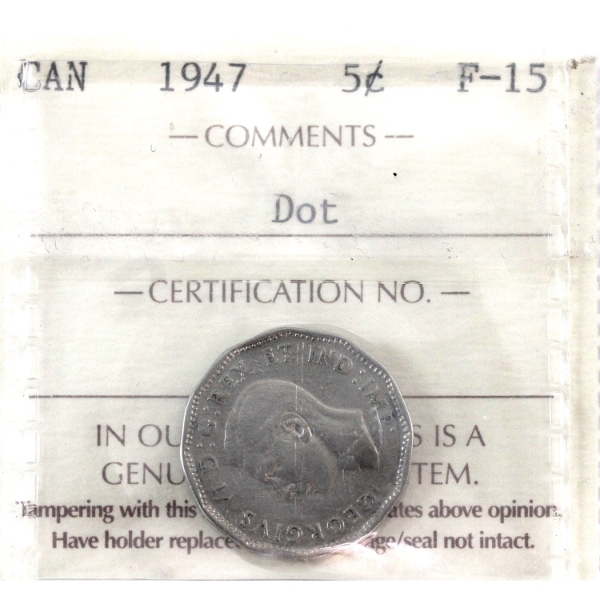 CAN 1947 5¢ F-15
— COMMENTS —
Dot
— CERTIFICATION NO. —
IN OU S IS A
GENU TEM.
Tampering with this ates above opinion.
Have holder replace ge/seal not intact.
GEORGIVS VI D:G:REX ET IND:IMP: